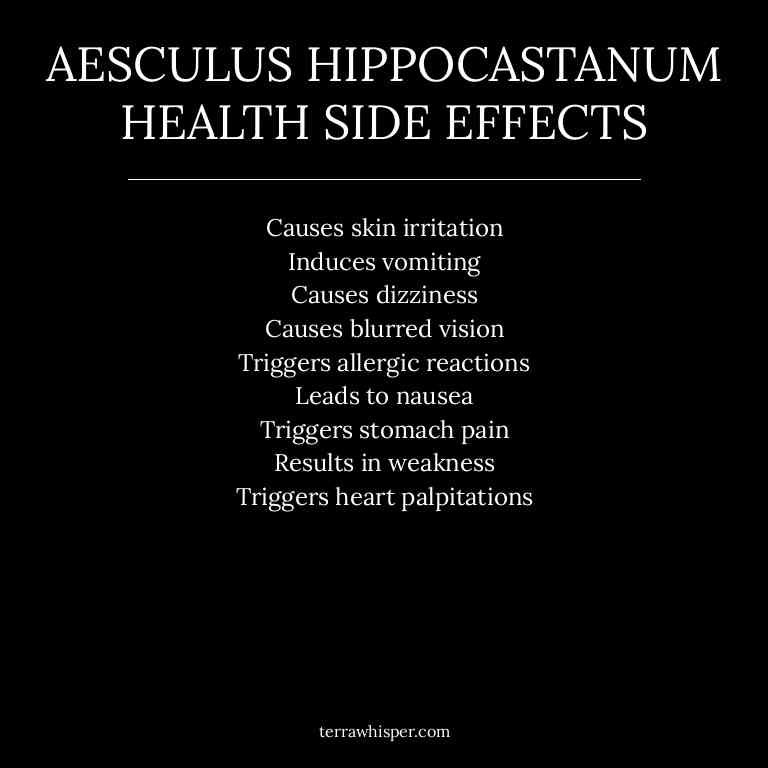 AESCULUS HIPPOCASTANUM
HEALTH SIDE EFFECTS
Causes skin irritation
Induces vomiting
Causes dizziness
Causes blurred vision
Triggers allergic reactions
Leads to nausea
Triggers stomach pain
Results in weakness
Triggers heart palpitations
terrawhisper.com